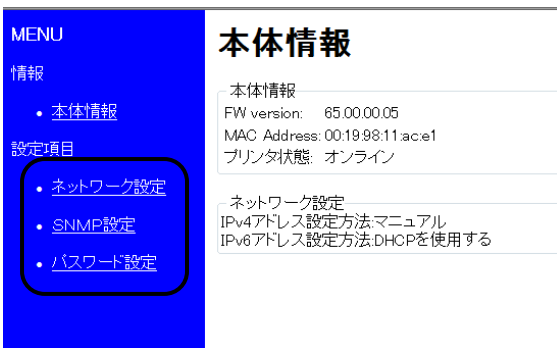 MENU
情報
• 本体情報
設定項目
• ネットワーク設定
• SNMP設定
• パスワード設定
本体情報
本体情報
FW version: 65.00.00.05
MAC Address: 00:19:98:11:ac:e1
プリンタ状態: オンライン
ネットワーク設定
IPv4アドレス設定方法:マニュアル
IPv6アドレス設定方法:DHCPを使用する